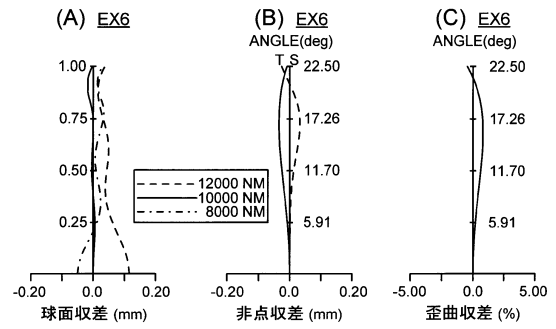 (A) EX6
1.00
0.75
0.50
0.25
-0.20 0.0 0.20
球面収差 (mm)
12000 NM
10000 NM
8000 NM
(B) EX6
ANGLE(deg)
T S
22.50
17.26
11.70
5.91
-0.20 0.0 0.20
非点収差 (mm)
(C) EX6
ANGLE(deg)
22.50
17.26
11.70
5.91
-5.00 0.0 5.00
歪曲収差 (%)